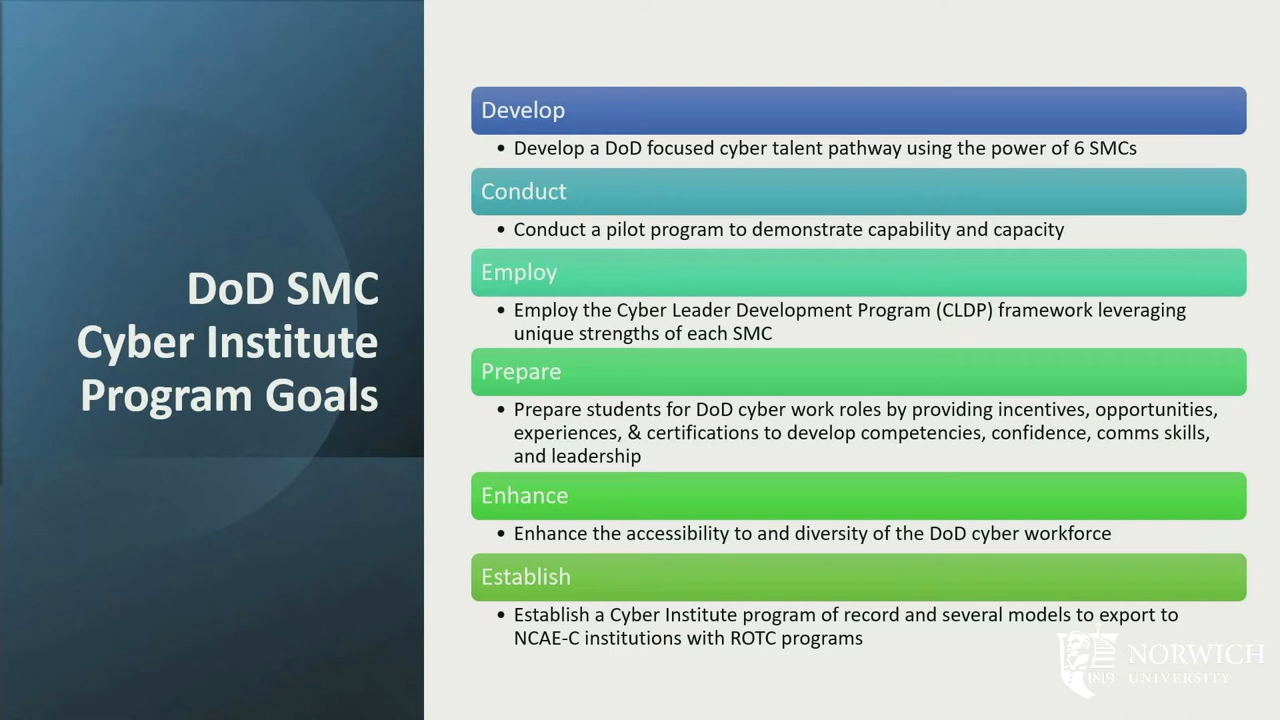 DoD SMC
Cyber Institute
Program Goals
Develop
• Develop a DoD focused cyber talent pathway using the power of 6 SMCs
Conduct
• Conduct a pilot program to demonstrate capability and capacity
Employ
• Employ the Cyber Leader Development Program (CLDP) framework leveraging
unique strengths of each SMC
Prepare
• Prepare students for DoD cyber work roles by providing incentives, opportunities,
experiences, & certifications to develop competencies, confidence, comms skills,
and leadership
Enhance
• Enhance the accessibility to and diversity of the DoD cyber workforce
Establish
• Establish a Cyber Institute program of record and several models to export to
NCAE-C institutions with ROTC programs
NORWICH
UNIVERSITY
1819